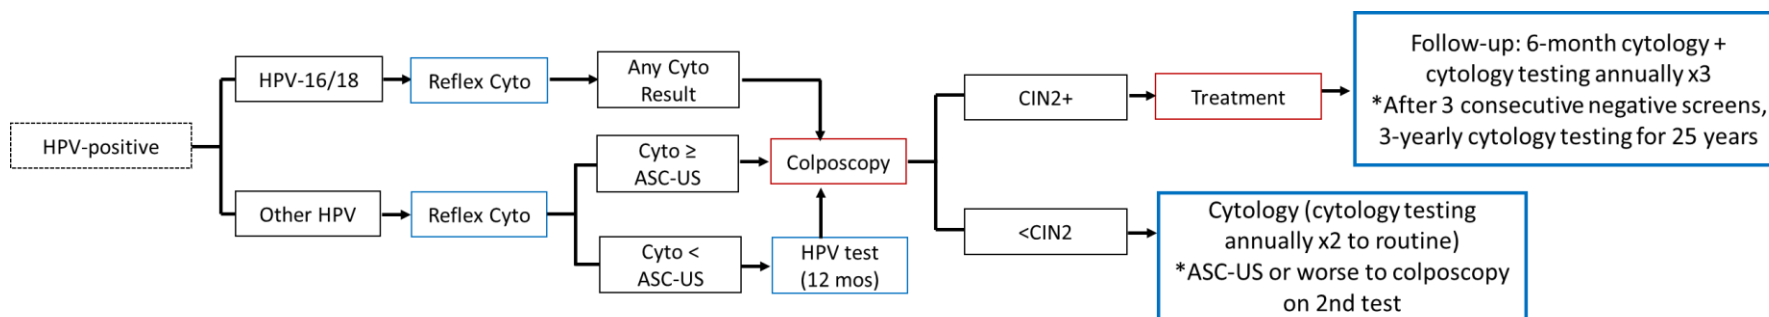 HPV-positive
HPV-16/18
Reflex Cyto
Any Cyto
Result
Other HPV
Reflex Cyto
Cyto ≥
ASC-US
Cyto <
ASC-US
HPV test
(12 mos)
Colposcopy
CIN2+
Treatment
Follow-up: 6-month cytology +
cytology testing annually x3
*After 3 consecutive negative screens,
3-yearly cytology testing for 25 years
<CIN2
Cytology (cytology testing
annually x2 to routine)
*ASC-US or worse to colposcopy
on 2nd test